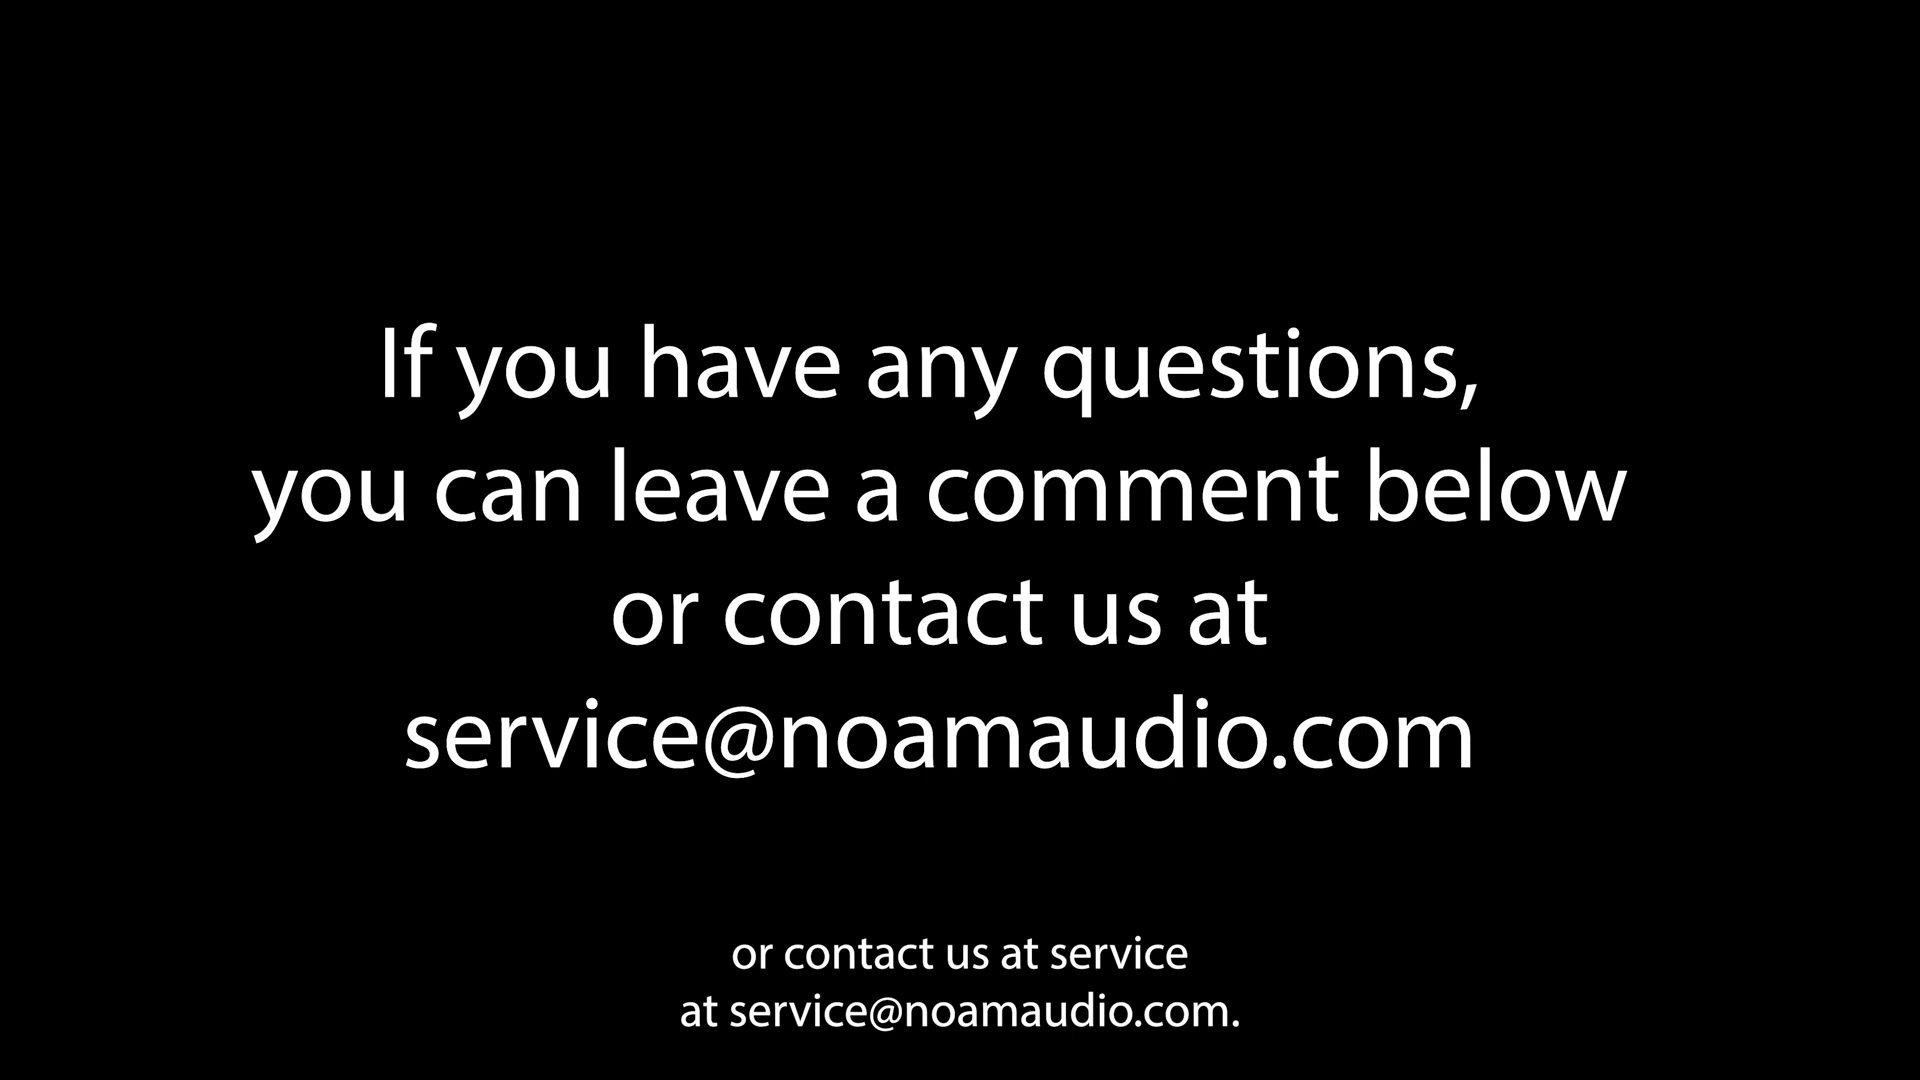 If you have any questions,
you can leave a comment below
or contact us at
service@noamaudio.com
or contact us at service
at service@noamaudio.com.